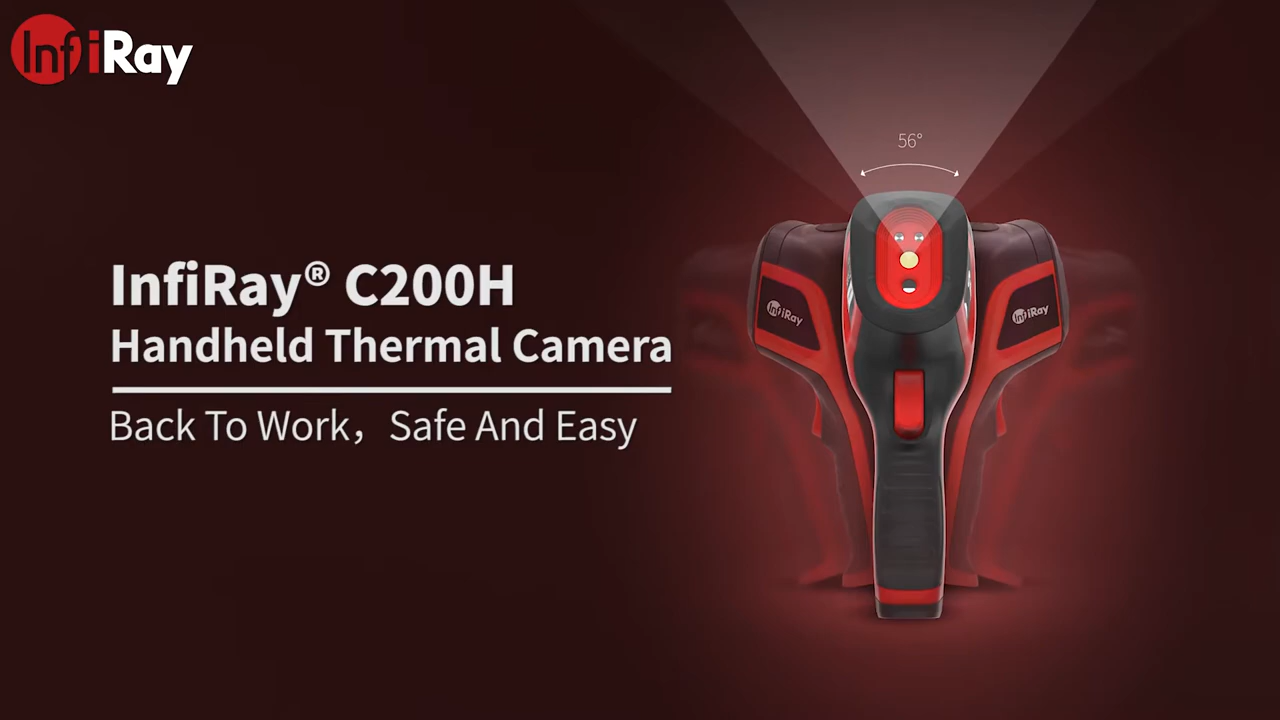 InfiRay
56°
InfiRay® C200H
Handheld Thermal Camera
Back To Work，Safe And Easy
InfiRay
InfiRay